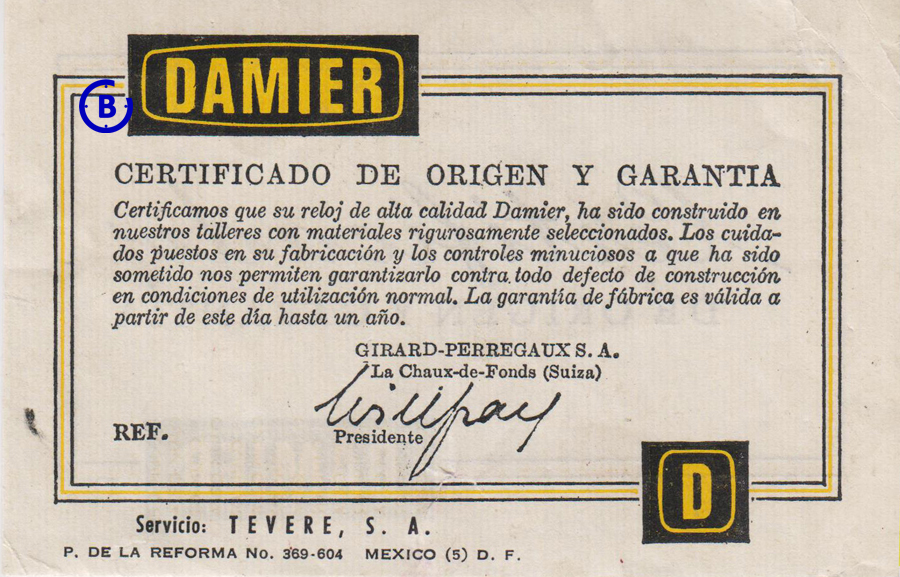 DAMIER
B
CERTIFICADO DE ORIGEN Y GARANTIA
Certificamos que su reloj de alta calidad Damier, ha sido construido en
nuestros talleres con materiales rigurosamente seleccionados. Los cuida-
dos puestos en su fabricación y los controles minuciosos a que ha sido
sometido nos permiten garantizarlo contra todo defecto de construcción
en condiciones de utilización normal. La garantía de fábrica es válida a
partir de este día hasta un año.
GIRARD-PERREGAUX S. A.
La Chaux-de-Fonds (Suiza)
REF.
Presidente
D
Servicio: TEVERE, S. A.
P. DE LA REFORMA No. 369-604 MEXICO (5) D. F.